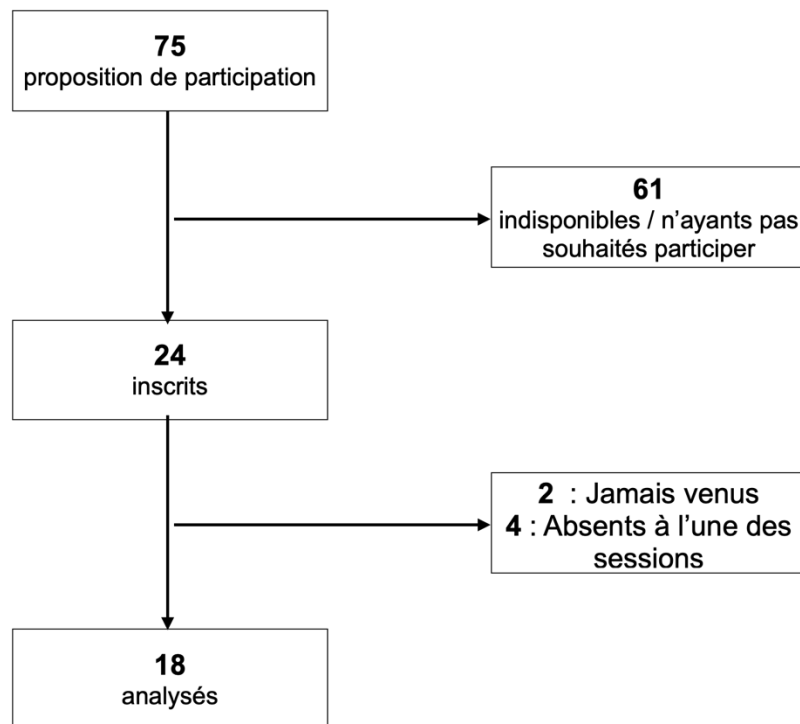 75
proposition de participation
61
indisponibles / n'ayants pas
souhaités participer
24
inscrits
2 : Jamais venus
4 : Absents à l'une des
sessions
18
analysés